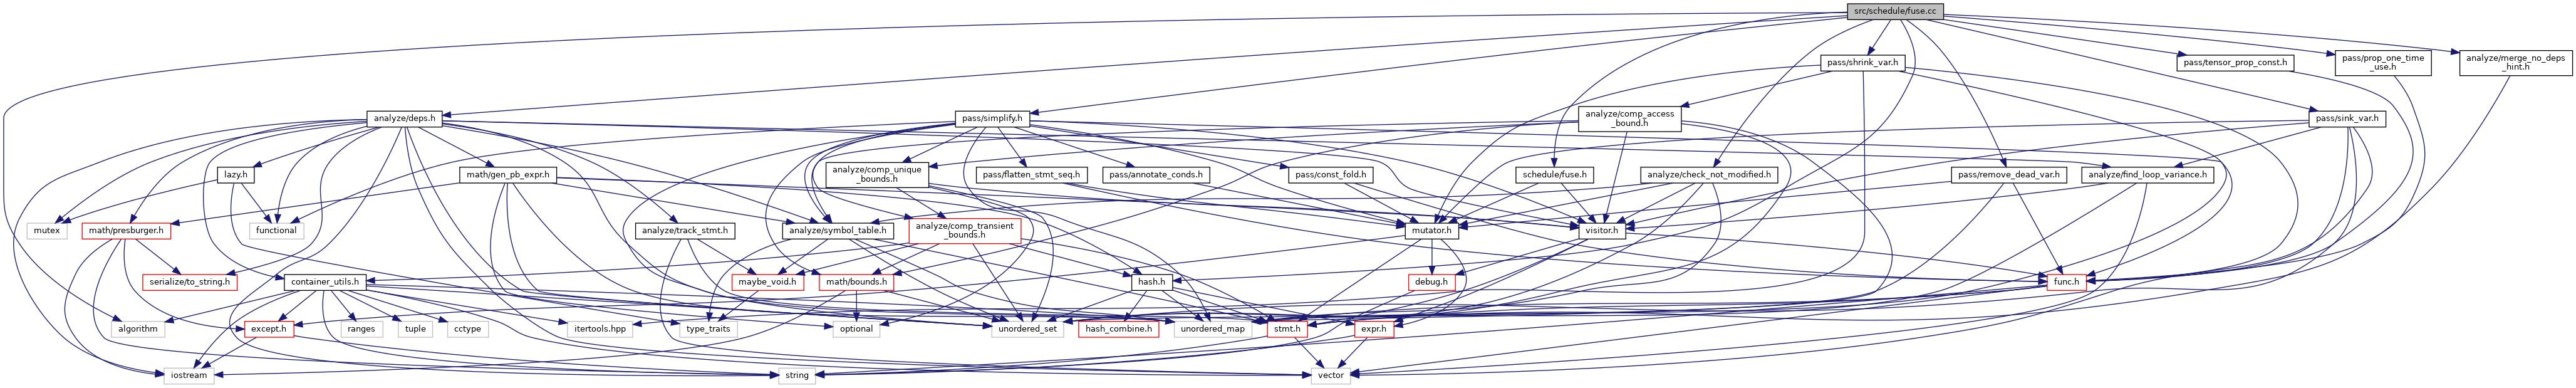 src/schedule/fuse.cc
pass/shrink_var.h
pass/tensor_prop_const.h
pass/prop_one_time
_use.h
analyze/merge_no_deps
_hint.h
analyze/deps.h
pass/simplify.h
analyze/comp_access
_bound.h
pass/sink_var.h
lazy.h
math/gen_pb_expr.h
analyze/comp_unique
_bounds.h
pass/flatten_stmt_seq.h
pass/annotate_conds.h
pass/const_fold.h
schedule/fuse.h
analyze/check_not_modified.h
pass/remove_dead_var.h
analyze/find_loop_variance.h
mutex
math/presburger.h
functional
analyze/track_stmt.h
analyze/symbol_table.h
analyze/comp_transient
_bounds.h
mutator.h
visitor.h
serialize/to_string.h
container_utils.h
maybe_void.h
math/bounds.h
hash.h
debug.h
func.h
algorithm
except.h
ranges
tuple
cctype
itertools.hpp
type_traits
optional
unordered_set
hash_combine.h
unordered_map
stmt.h
expr.h
iostream
string
vector